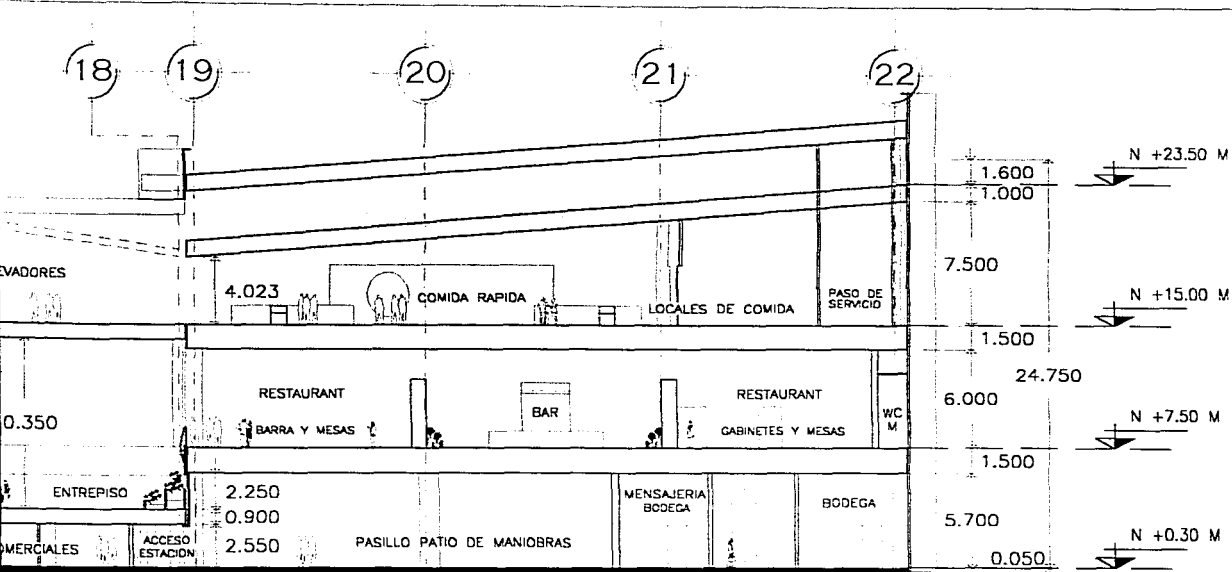 18
19
20
21
22
N +23.50 M
1.600
1.000
EVADORES
7.500
4.023
COMIDA RAPIDA
LOCALES DE COMIDA
PASO DE
SERVICIO
N +15.00 M
1.500
24.750
RESTAURANT
RESTAURANT
6.000
BAR
WC
M
0.350
BARRA Y MESAS
GABINETES Y MESAS
N +7.50 M
1.500
ENTREPISO
2.250
MENSAJERIA
BODEGA
BODEGA
0.900
5.700
OMERCIALES
ACCESO
ESTACION
2.550
PASILLO PATIO DE MANIOBRAS
N +0.30 M
0.050